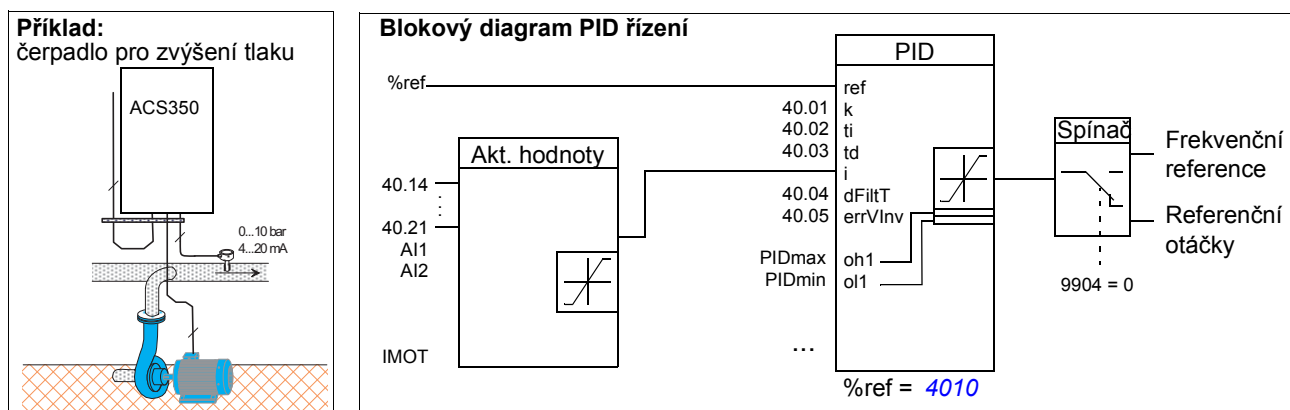 Příklad:
čerpadlo pro zvýšení tlaku
ACS350
0...10 bar
4...20 mA
Blokový diagram PID řízení
%ref
Akt. hodnoty
40.14
40.21
AI1
AI2
IMOT
PID
ref
40.01 k
40.02 ti
40.03 td
i
40.04 dFiltT
40.05 errVInv
PIDmax oh1
PIDmin ol1
...
%ref = 4010
Spínač
Frekvenční
reference
Referenční
otáčky
9904 = 0